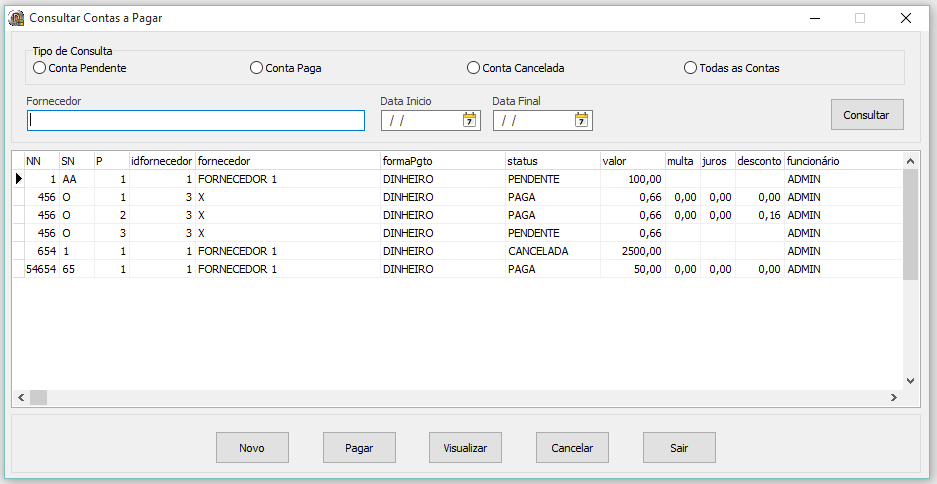 Consultar Contas a Pagar
Tipo de Consulta
Conta Pendente Conta Paga Conta Cancelada Todas as Contas
Fornecedor Data Inicio Data Final
/ / 7 / / 7 Consultar
NN SN P idfornecedor fornecedor formaPgto status valor multa juros desconto funcionário
1 AA 1 1 FORNECEDOR 1 DINHEIRO PENDENTE 100,00 ADMIN
456 O 1 3 X DINHEIRO PAGA 0,66 0,00 0,00 0,00 ADMIN
456 O 2 3 X DINHEIRO PAGA 0,66 0,00 0,00 0,16 ADMIN
456 O 3 3 X DINHEIRO PENDENTE 0,66 ADMIN
654 1 1 1 FORNECEDOR 1 DINHEIRO CANCELADA 2500,00 ADMIN
54654 65 1 1 FORNECEDOR 1 DINHEIRO PAGA 50,00 0,00 0,00 0,00 ADMIN
Novo Pagar Visualizar Cancelar Sair